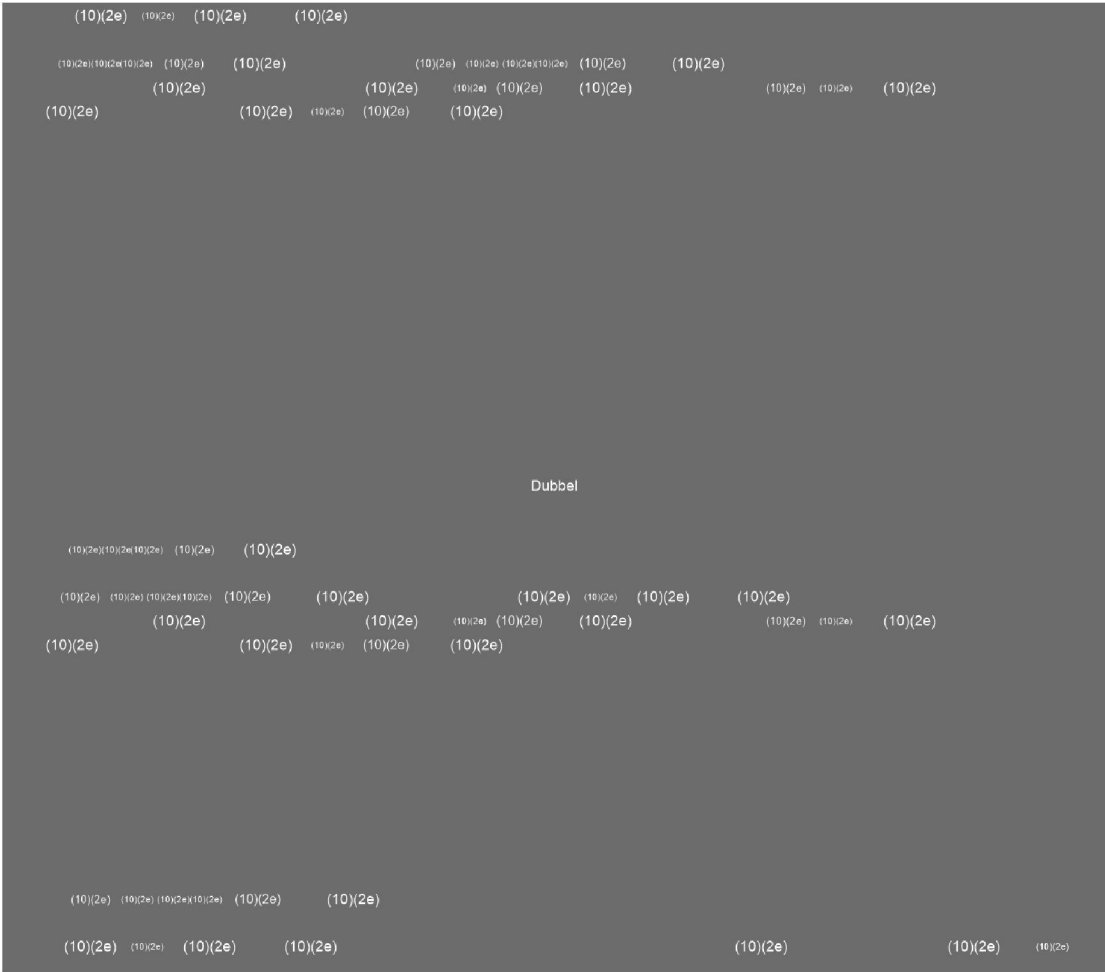 (10)(2e) (10)(2e) (10)(2e) (10)(2e)
(10)(2e)(10)(2e(10)(2e) (10)(2e) (10)(2e) (10)(2e) (10)(2e) (10)(2e)(10)(2e) (10)(2e) (10)(2e)
(10)(2e) (10)(2e) (10)(2e) (10)(2e) (10)(2e) (10)(2e) (10)(2e) (10)(2e)
(10)(2e) (10)(2e) (10)(2e) (10)(2e) (10)(2e)
Dubbel
(10)(2e)(10)(2e(10)(2e) (10)(2e) (10)(2e)
(10)(2e) (10)(2e) (10)(2e)(10)(2e) (10)(2e) (10)(2e) (10)(2e) (10)(2e) (10)(2e) (10)(2e)
(10)(2e) (10)(2e) (10)(2e) (10)(2e) (10)(2e) (10)(2e) (10)(2e) (10)(2e)
(10)(2e) (10)(2e) (10)(2e) (10)(2e) (10)(2e)
(10)(2e) (10)(2e) (10)(2e)(10)(2e) (10)(2e) (10)(2e)
(10)(2e) (10)(2e) (10)(2e) (10)(2e) (10)(2e) (10)(2e) (10)(2e)